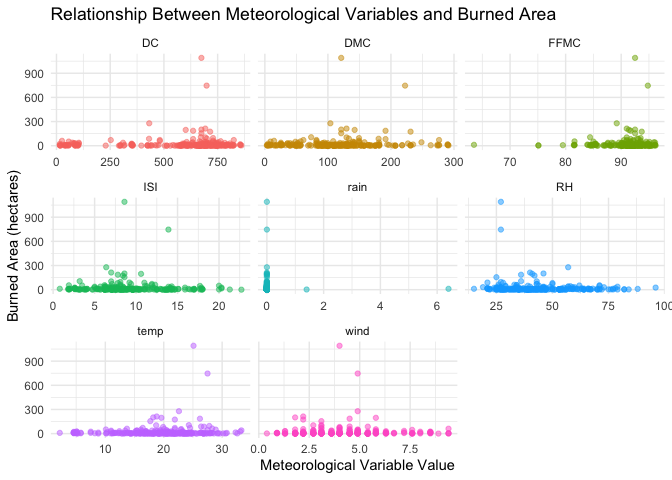 Relationship Between Meteorological Variables and Burned Area
DC DMC FFMC
900
600
300
0
0 250 500 750 0 100 200 300 70 80 90
ISI rain RH
900
600
300
0
0 5 10 15 20 0 2 4 6 25 50 75 100
temp wind
900
600
300
0
10 20 30 0.0 2.5 5.0 7.5
Burned Area (hectares)
Meteorological Variable Value